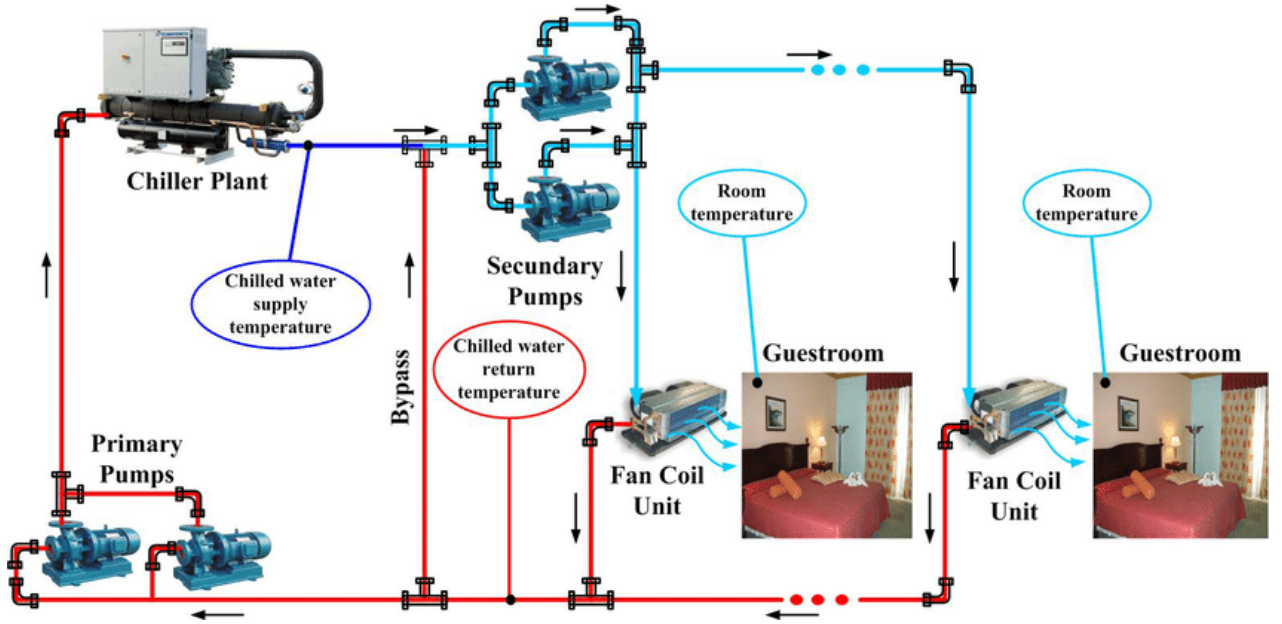 Chiller Plant
Room
temperature
Room
temperature
Secundary
Pumps
Chilled water
supply
temperature
Chilled water
return
temperature
Bypass
Guestroom
Guestroom
Primary
Pumps
Fan Coil
Unit
Fan Coil
Unit